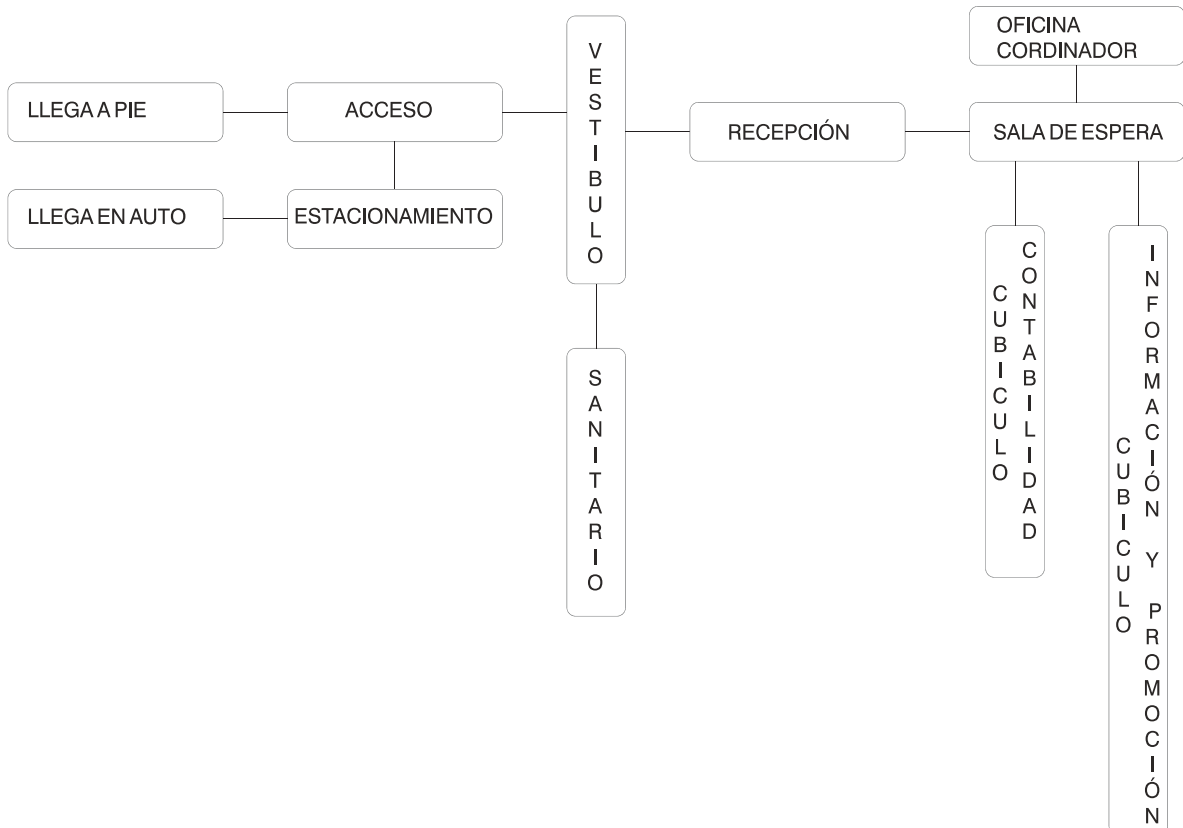 OFICINA
CORDINADOR
LLEGA A PIE
ACCESO
VESTIBULO
RECEPCIÓN
SALA DE ESPERA
LLEGA EN AUTO
ESTACIONAMIENTO
SANITARIO
CUBICULO
CONTABILIDAD
CUBICULO
INFORMACIÓN Y PROMOCIÓN